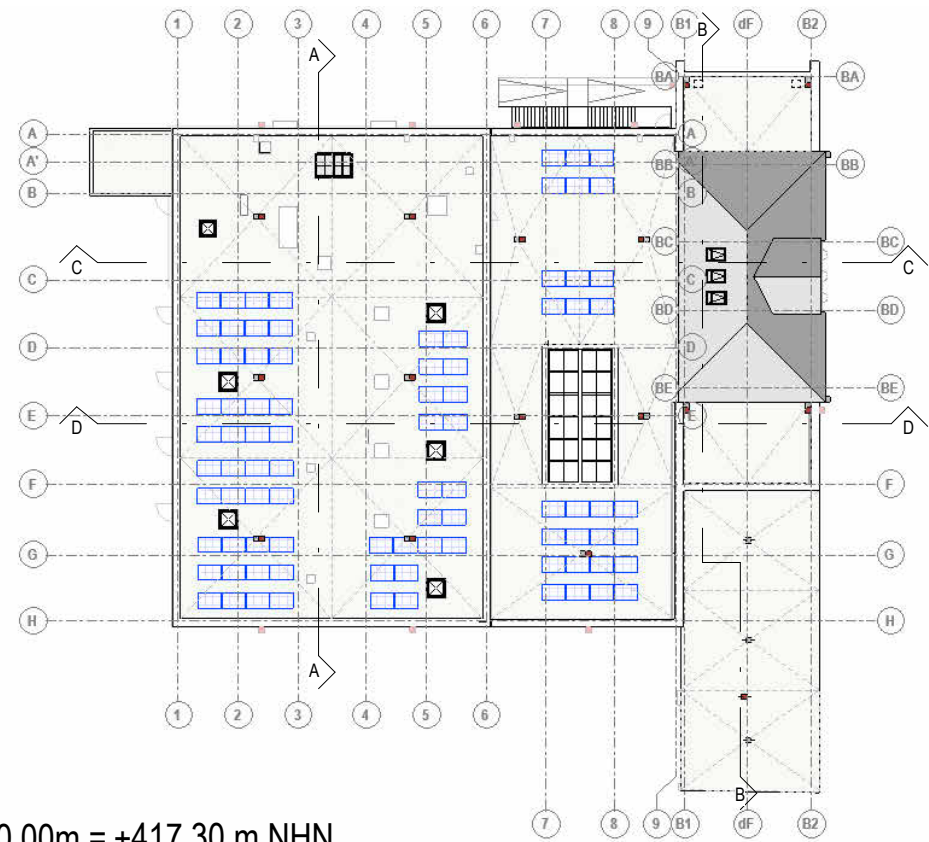 1 2 3 4 5 6 7 8 9 B1 dF B2
B
A
BA BA
A A
A'
BB BB
B B
BC BC
C C
C C
BD BD
D D
BE BE
E E
D D
F F
G G
H H
A
1 2 3 4 5 6
B
7 8 9 B1 dF B2
0.00m = +417.30 m NHN